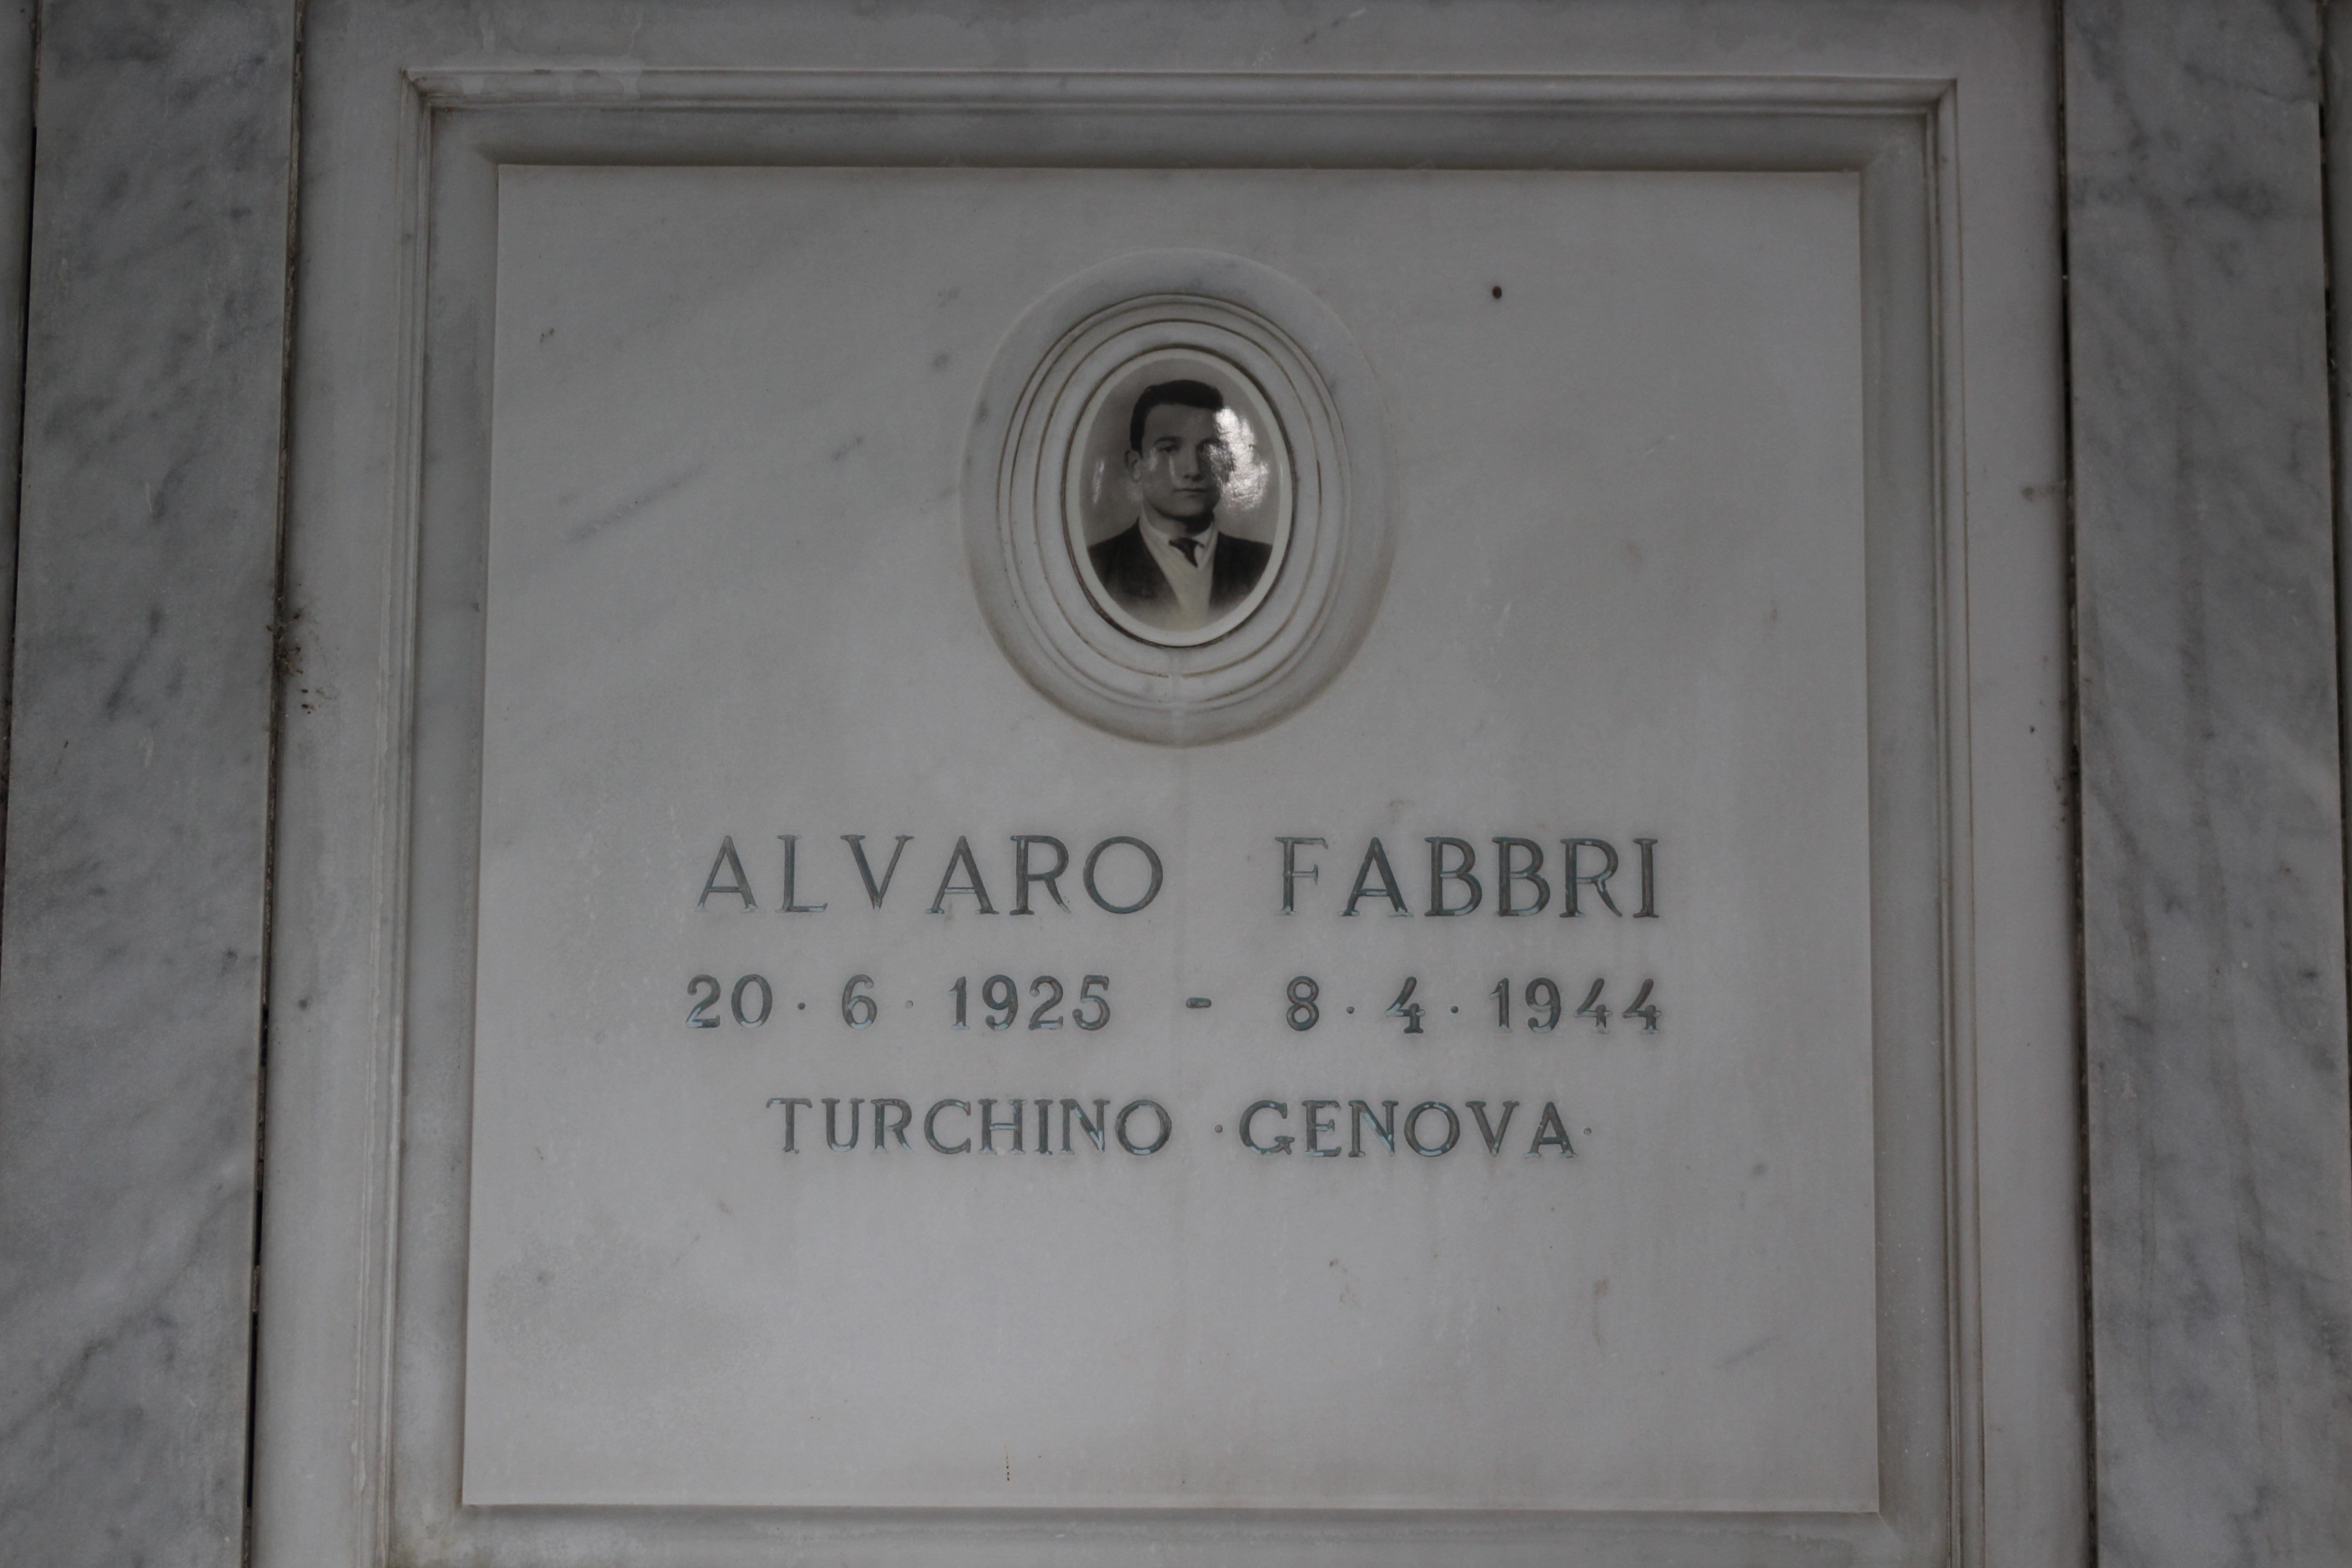 ALVARO FABBRI
20·6·1925 - 8·4·1944
TURCHINO ·GENOVA·